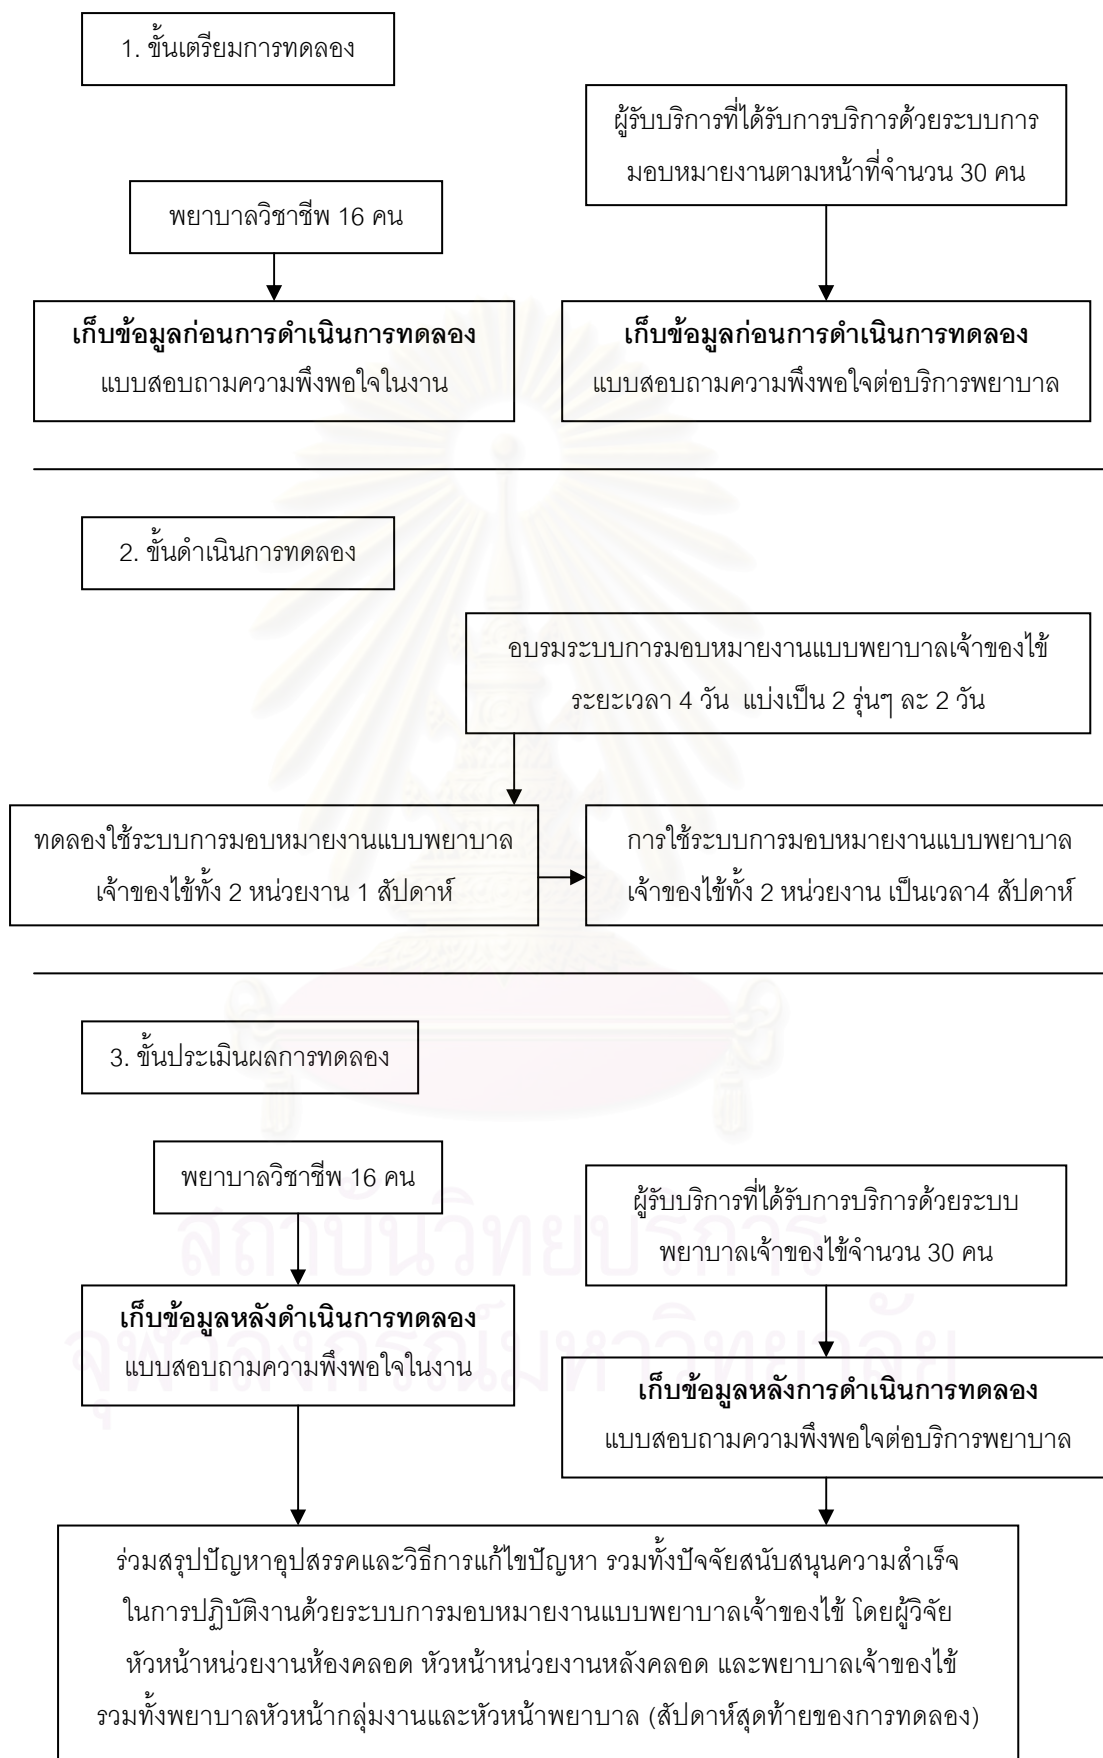 1. ขั้นเตรียมการทดลอง
ผู้รับบริการที่ได้รับการบริการด้วยระบบการ
มอบหมายงานตามหน้าที่จำนวน 30 คน
พยาบาลวิชาชีพ 16 คน
เก็บข้อมูลก่อนการดำเนินการทดลอง
แบบสอบถามความพึงพอใจในงาน
เก็บข้อมูลก่อนการดำเนินการทดลอง
แบบสอบถามความพึงพอใจต่อบริการพยาบาล
2. ขั้นดำเนินการทดลอง
อบรมระบบการมอบหมายงานแบบพยาบาลเจ้าของไข้
ระยะเวลา 4 วัน แบ่งเป็น 2 รุ่นๆ ละ 2 วัน
ทดลองใช้ระบบการมอบหมายงานแบบพยาบาล
เจ้าของไข้ทั้ง 2 หน่วยงาน 1 สัปดาห์
การใช้ระบบการมอบหมายงานแบบพยาบาล
เจ้าของไข้ทั้ง 2 หน่วยงาน เป็นเวลา4 สัปดาห์
3. ขั้นประเมินผลการทดลอง
พยาบาลวิชาชีพ 16 คน
ผู้รับบริการที่ได้รับการบริการด้วยระบบ
พยาบาลเจ้าของไข้จำนวน 30 คน
เก็บข้อมูลหลังดำเนินการทดลอง
แบบสอบถามความพึงพอใจในงาน
เก็บข้อมูลหลังการดำเนินการทดลอง
แบบสอบถามความพึงพอใจต่อบริการพยาบาล
สถาบันวิทยบริการ
จุฬาลงกรณ์มหาวิทยาลัย
ร่วมสรุปปัญหาอุปสรรคและวิธีการแก้ไขปัญหา รวมทั้งปัจจัยสนับสนุนความสำเร็จ
ในการปฏิบัติงานด้วยระบบการมอบหมายงานแบบพยาบาลเจ้าของไข้ โดยผู้วิจัย
หัวหน้าหน่วยงานห้องคลอด หัวหน้าหน่วยงานหลังคลอด และพยาบาลเจ้าของไข้
รวมทั้งพยาบาลหัวหน้ากลุ่มงานและหัวหน้าพยาบาล (สัปดาห์สุดท้ายของการทดลอง)